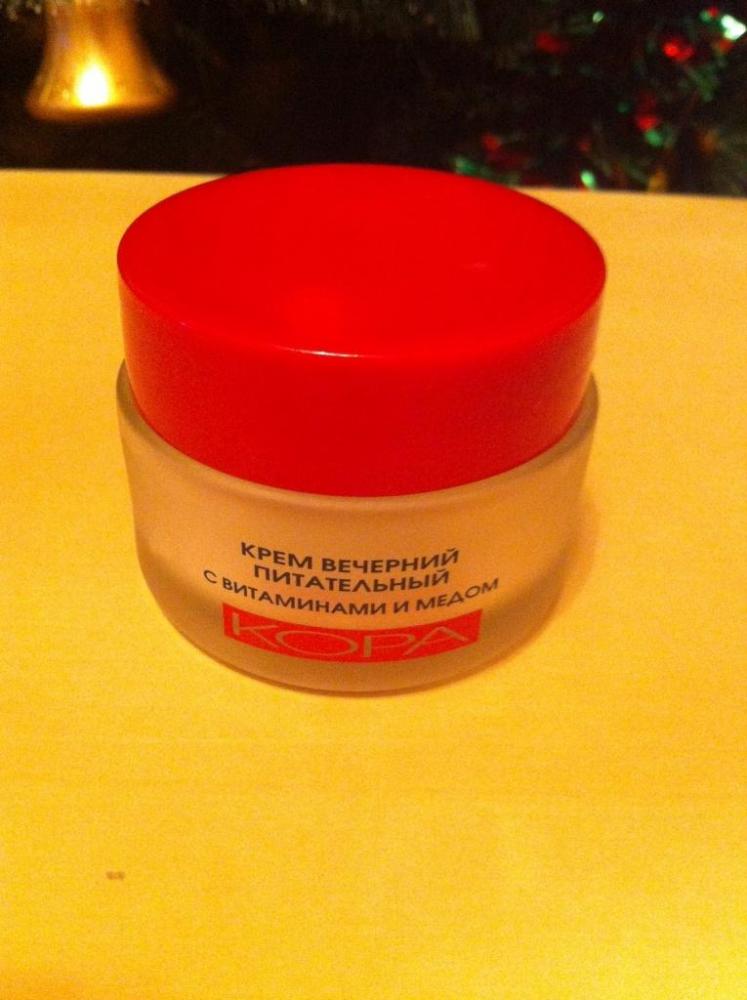 КРЕМ ВЕЧЕРНИЙ
ПИТАТЕЛЬНЫЙ
С ВИТАМИНАМИ И МЕДОМ
КОРА